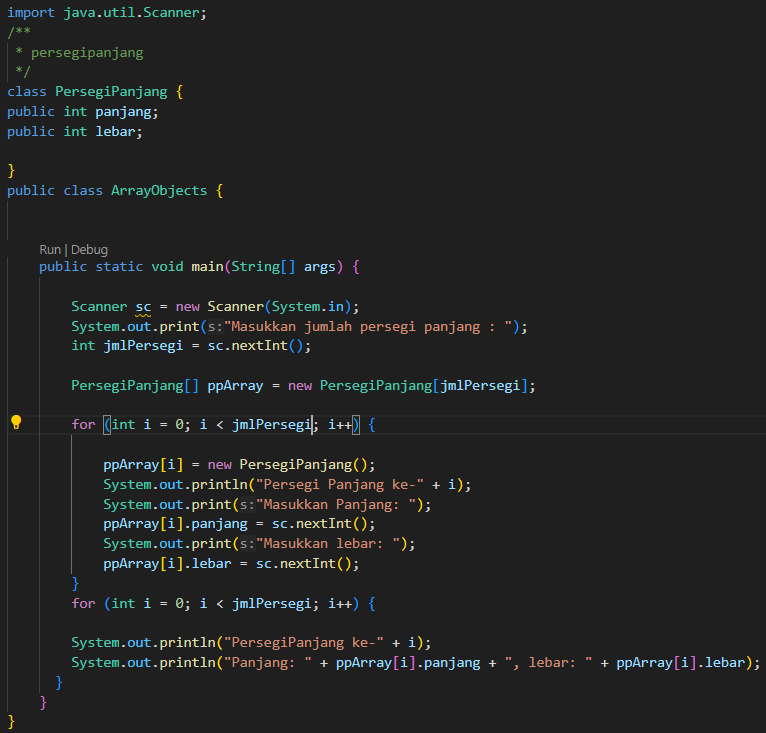 import java.util.Scanner;
/**
 * persegipanjang
 */
class PersegiPanjang {
public int panjang;
public int lebar;

}
public class ArrayObjects {

    Run | Debug
    public static void main(String[] args) {

        Scanner sc = new Scanner(System.in);
        System.out.print(s:"Masukkan jumlah persegi panjang : ");
        int jmlPersegi = sc.nextInt();

        PersegiPanjang[] ppArray = new PersegiPanjang[jmlPersegi];

        for (int i = 0; i < jmlPersegi; i++) {

            ppArray[i] = new PersegiPanjang();
            System.out.println("Persegi Panjang ke-" + i);
            System.out.print(s:"Masukkan Panjang: ");
            ppArray[i].panjang = sc.nextInt();
            System.out.print(s:"Masukkan lebar: ");
            ppArray[i].lebar = sc.nextInt();
        }
        for (int i = 0; i < jmlPersegi; i++) {

        System.out.println("PersegiPanjang ke-" + i);
        System.out.println("Panjang: " + ppArray[i].panjang + ", lebar: " + ppArray[i].lebar);
      }
    }
}